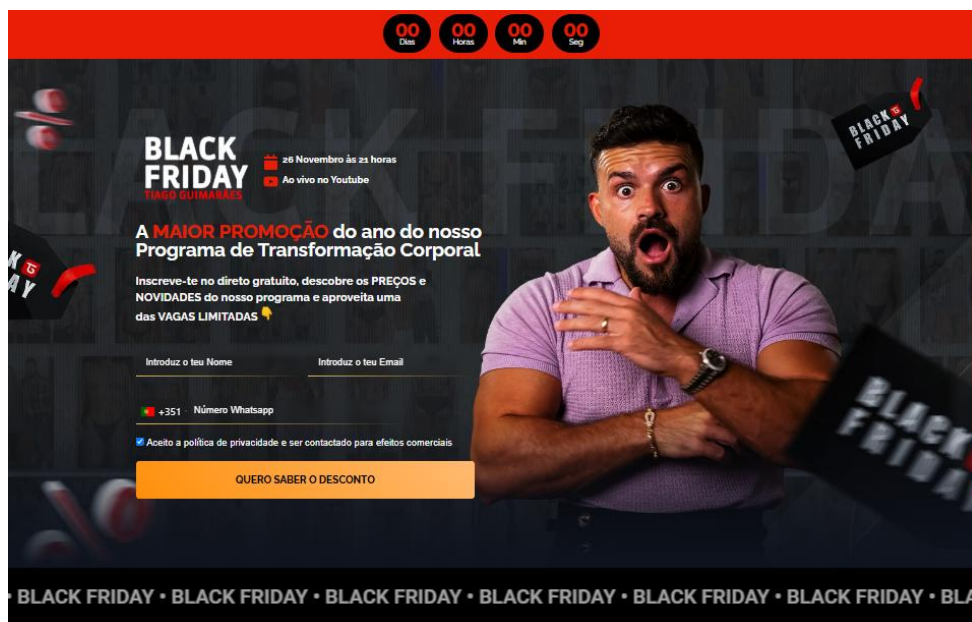 00 00 00 00
Dias Horas Min Seg
BLACK FRIDA
BLACK
FRIDAY
TIAGO GUIMARÃES
26 Novembro às 21 horas
Ao vivo no Youtube
BLACK
FRIDAY
A MAIOR PROMOÇÃO do ano do nosso
Programa de Transformação Corporal
K
AY
Inscreve-te no direto gratuito, descobre os PREÇOS e
NOVIDADES do nosso programa e aproveita uma
das VAGAS LIMITADAS 👇
Introduz o teu Nome Introduz o teu Email
+351 Número Whatsapp
Aceito a política de privacidade e ser contactado para efeitos comerciais
QUERO SABER O DESCONTO
BLACK
FRIDAY
• BLACK FRIDAY • BLACK FRIDAY • BLACK FRIDAY • BLACK FRIDAY • BLACK FRIDAY • BLACK FRIDAY • BLA